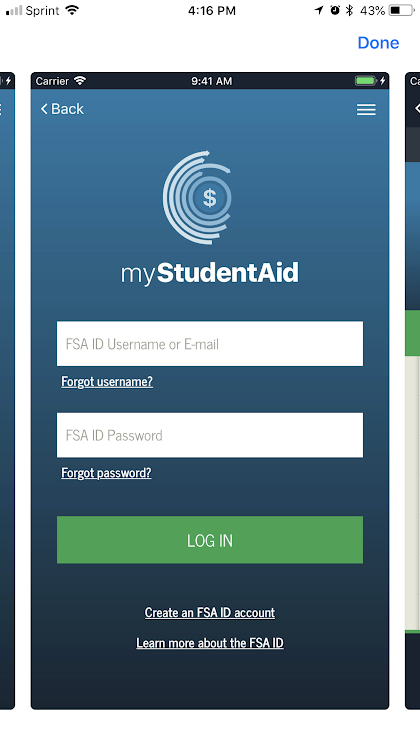 Sprint 4:16 PM 43%
Done
Carrier 9:41 AM
Back
$
myStudentAid
FSA ID Username or E-mail
Forgot username?
FSA ID Password
Forgot password?
LOG IN
Create an FSA ID account
Learn more about the FSA ID